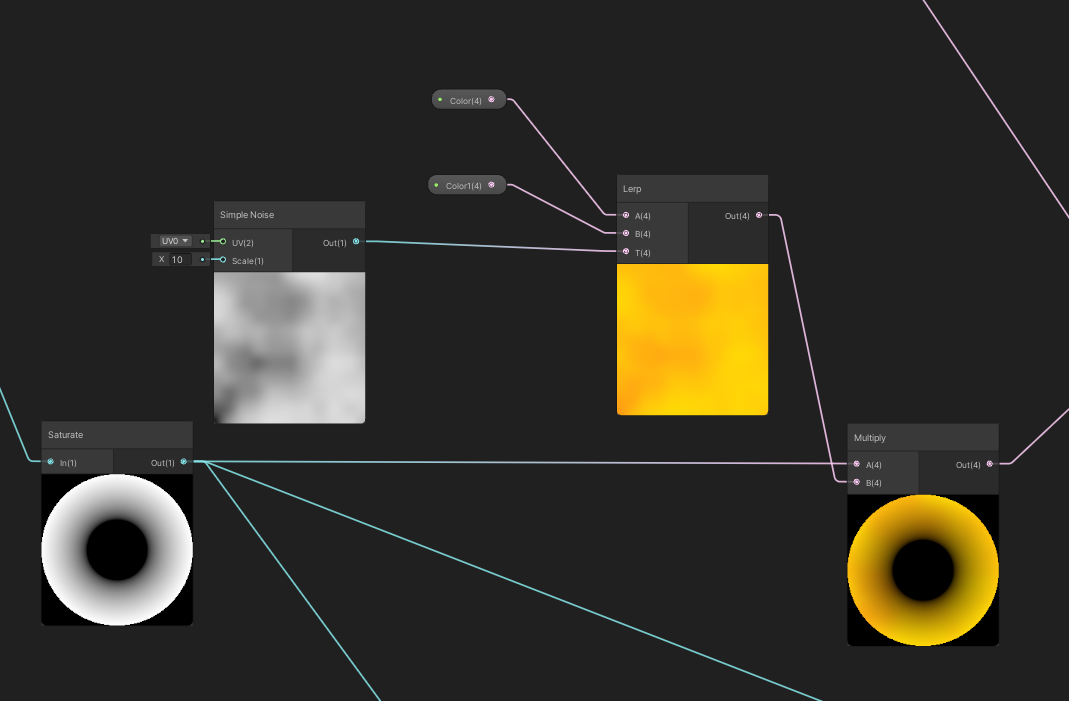 Color(4)
Color1(4)
Lerp
A(4)
B(4)
T(4)
Out(4)
Simple Noise
UV0
UV(2)
Out(1)
X 10
Scale(1)
Saturate
In(1)
Out(1)
Multiply
A(4)
B(4)
Out(4)